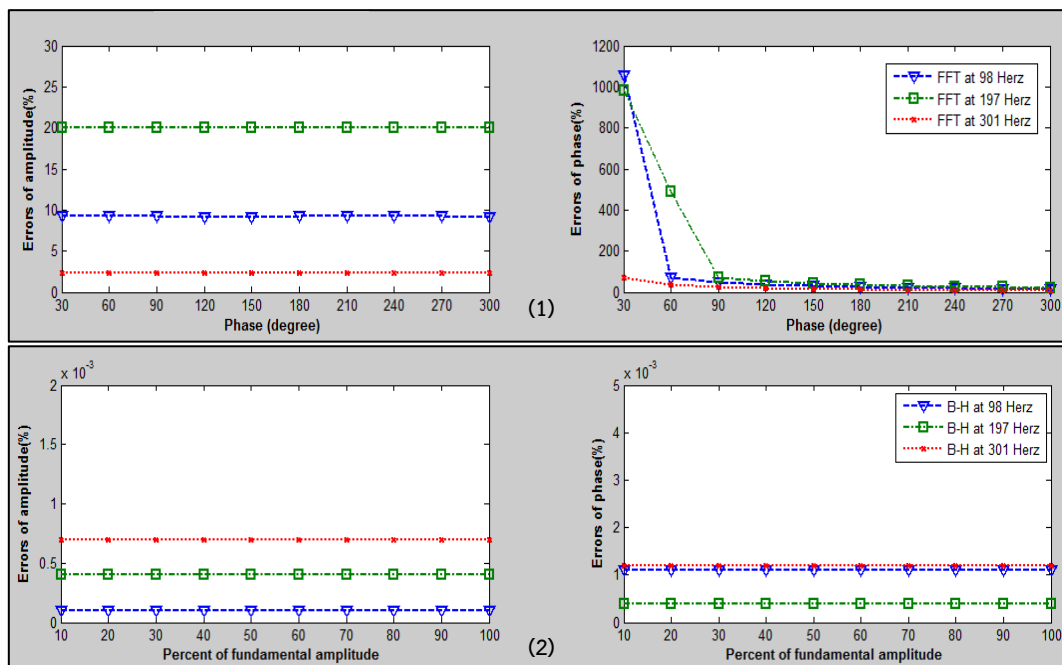 Errors of amplitude(%)
30
25
20
15
10
5
0
30 60 90 120 150 180 210 240 270 300
Phase (degree)
Errors of phase(%)
1200
1000
800
600
400
200
0
30 60 90 120 150 180 210 240 270 300
Phase (degree)
FFT at 98 Herz
FFT at 197 Herz
FFT at 301 Herz
(1)
Errors of amplitude(%)
x 10-3
2
1.5
1
0.5
0
10 20 30 40 50 60 70 80 90 100
Percent of fundamental amplitude
Errors of phase(%)
x 10-3
5
4
3
2
1
0
10 20 30 40 50 60 70 80 90 100
Percent of fundamental amplitude
B-H at 98 Herz
B-H at 197 Herz
B-H at 301 Herz
(2)